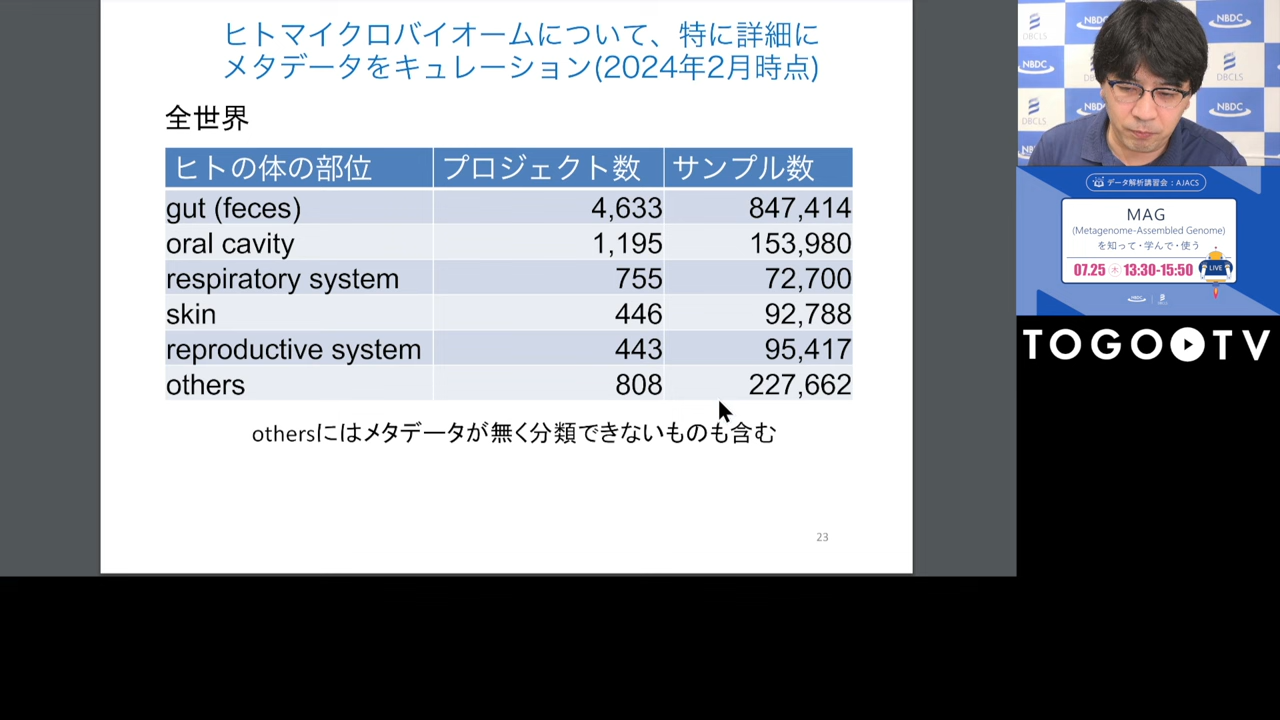 ヒトマイクロバイオームについて、特に詳細に
メタデータをキュレーション(2024年2月時点)
全世界
ヒトの体の部位 プロジェクト数 サンプル数
gut (feces) 4,633 847,414
oral cavity 1,195 153,980
respiratory system 755 72,700
skin 446 92,788
reproductive system 443 95,417
others 808 227,662
othersにはメタデータが無く分類できないものも含む
23
NBDC
NBDC
DBCLS
NBDC
DBCLS
DBCLS
NBDC
NBDC
NBDC
データ解析講習会：AJACS
MAG
(Metagenome-Assembled Genome)
を知って・学んで・使う
07.25 木 13:30-15:50
LIVE
TOGO TV